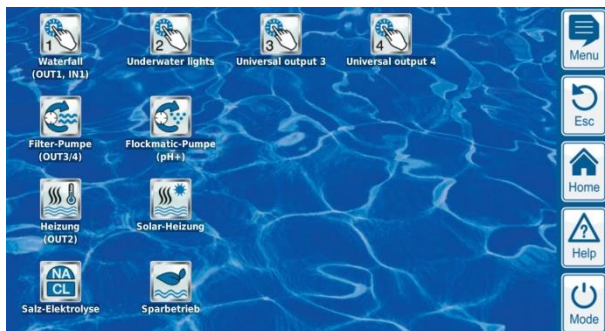 1
2
3
4
Waterfall
(OUT1, IN1)
Underwater lights
Universal output 3
Universal output 4
Filter-Pumpe
(OUT3/4)
Flockmatic-Pumpe
(pH+)
Heizung
(OUT2)
Solar-Heizung
NA
CL
Salz-Elektrolyse
Sparbetrieb
Menu
Esc
Home
?
Help
Mode